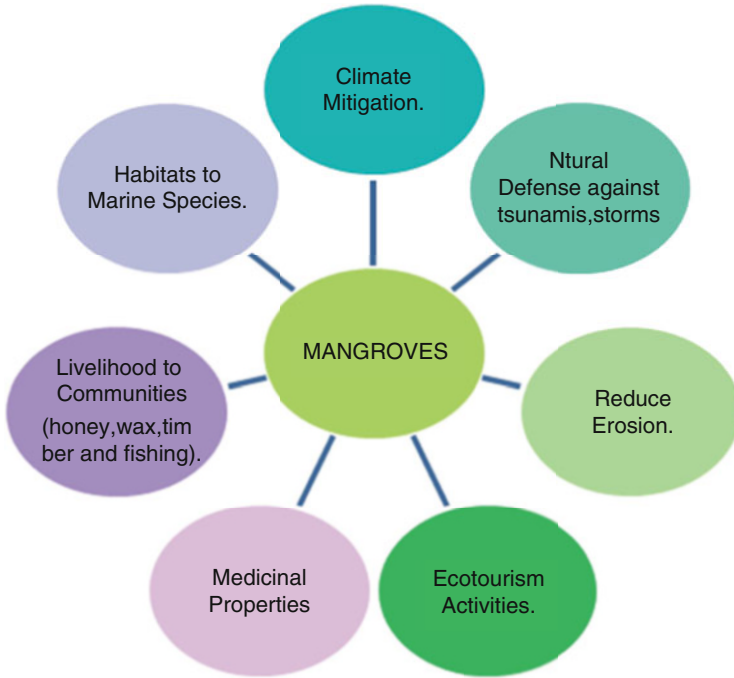 Climate
Mitigation.
Ntural
Defense against
tsunamis,storms
Habitats to
Marine Species.
MANGROVES
Livelihood to
Communities
(honey,wax,tim
ber and fishing).
Reduce
Erosion.
Medicinal
Properties
Ecotourism
Activities.